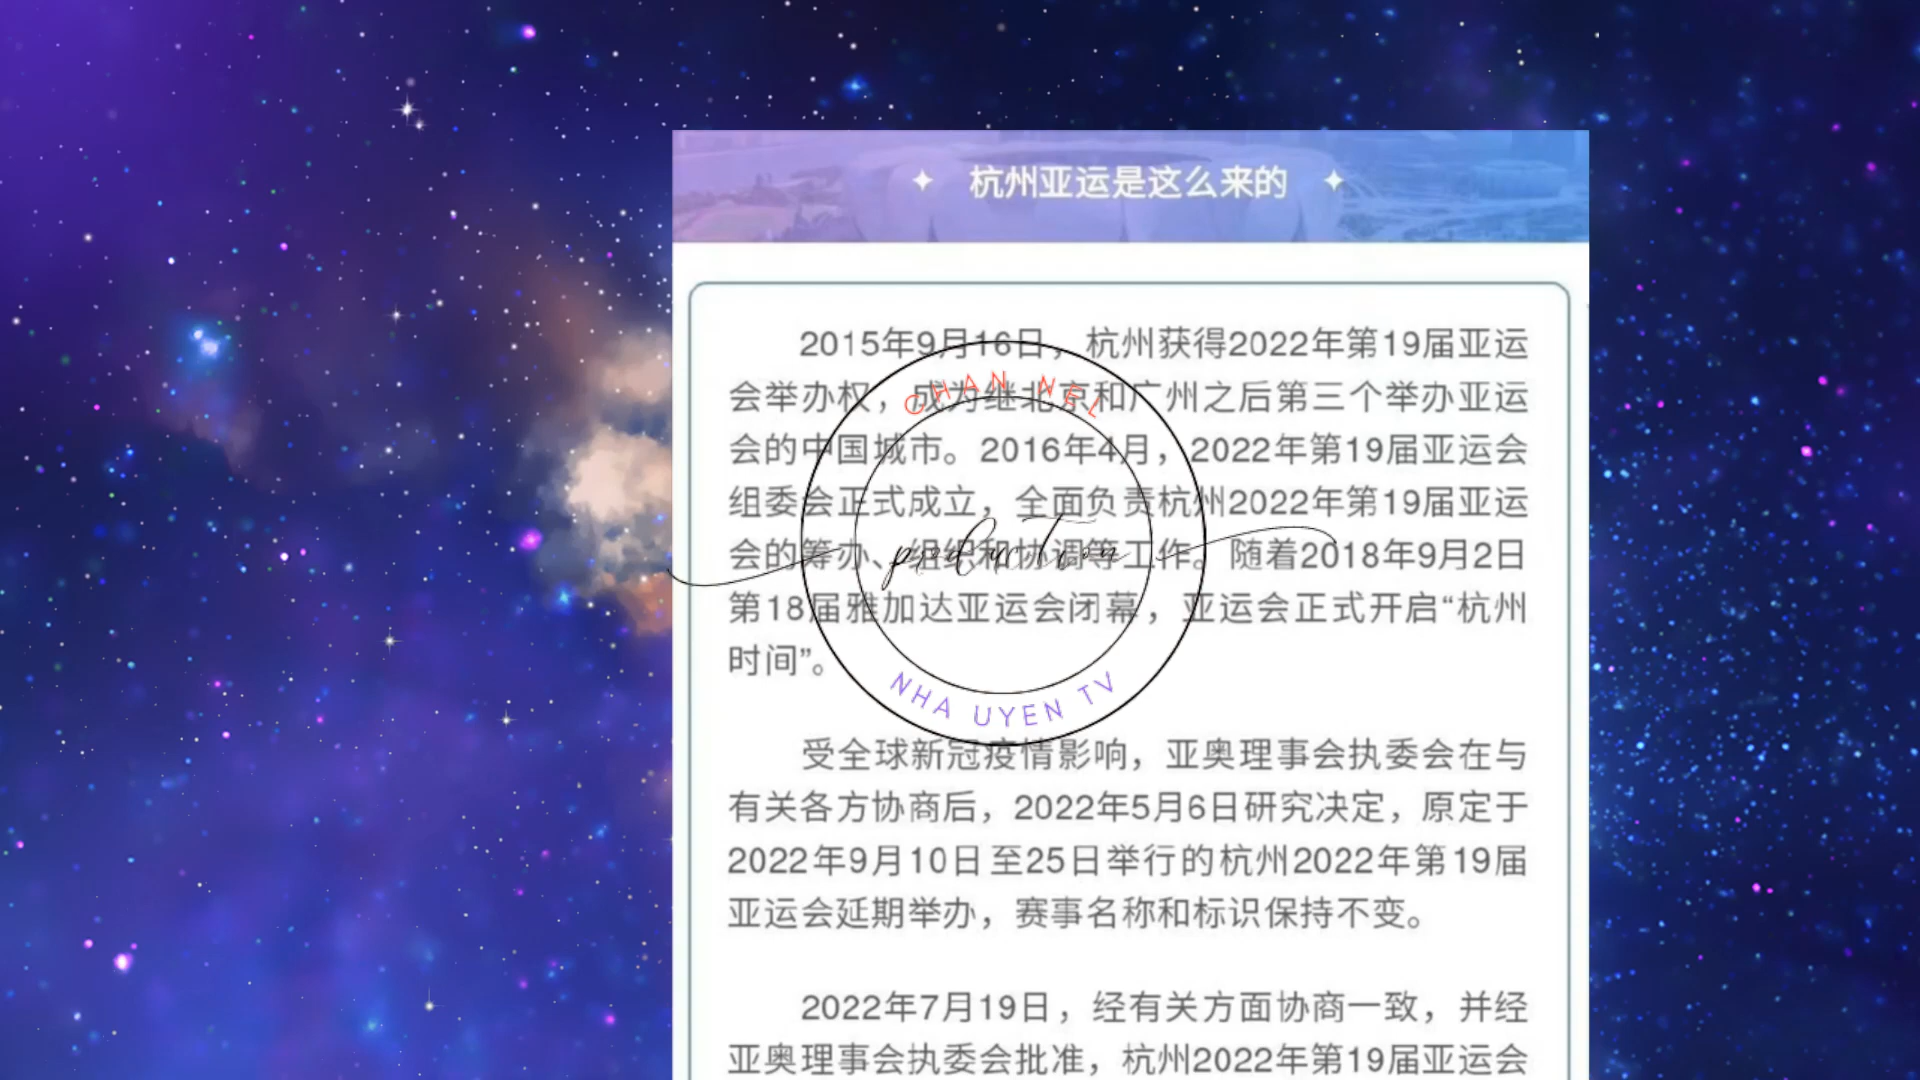 杭州亚运是这么来的
2015年9月16日，杭州获得2022年第19届亚运
会举办权，成为继北京和广州之后第三个举办亚运
会的中国城市。2016年4月，2022年第19届亚运会
组委会正式成立，全面负责杭州2022年第19届亚运
会的筹办、组织和协调等工作。随着2018年9月2日
第18届雅加达亚运会闭幕，亚运会正式开启“杭州
时间”。
CHANNEL
production
NHA UYEN TV
受全球新冠疫情影响，亚奥理事会执委会在与
有关各方协商后，2022年5月6日研究决定，原定于
2022年9月10日至25日举行的杭州2022年第19届
亚运会延期举办，赛事名称和标识保持不变。
2022年7月19日，经有关方面协商一致，并经
亚奥理事会执委会批准，杭州2022年第19届亚运会